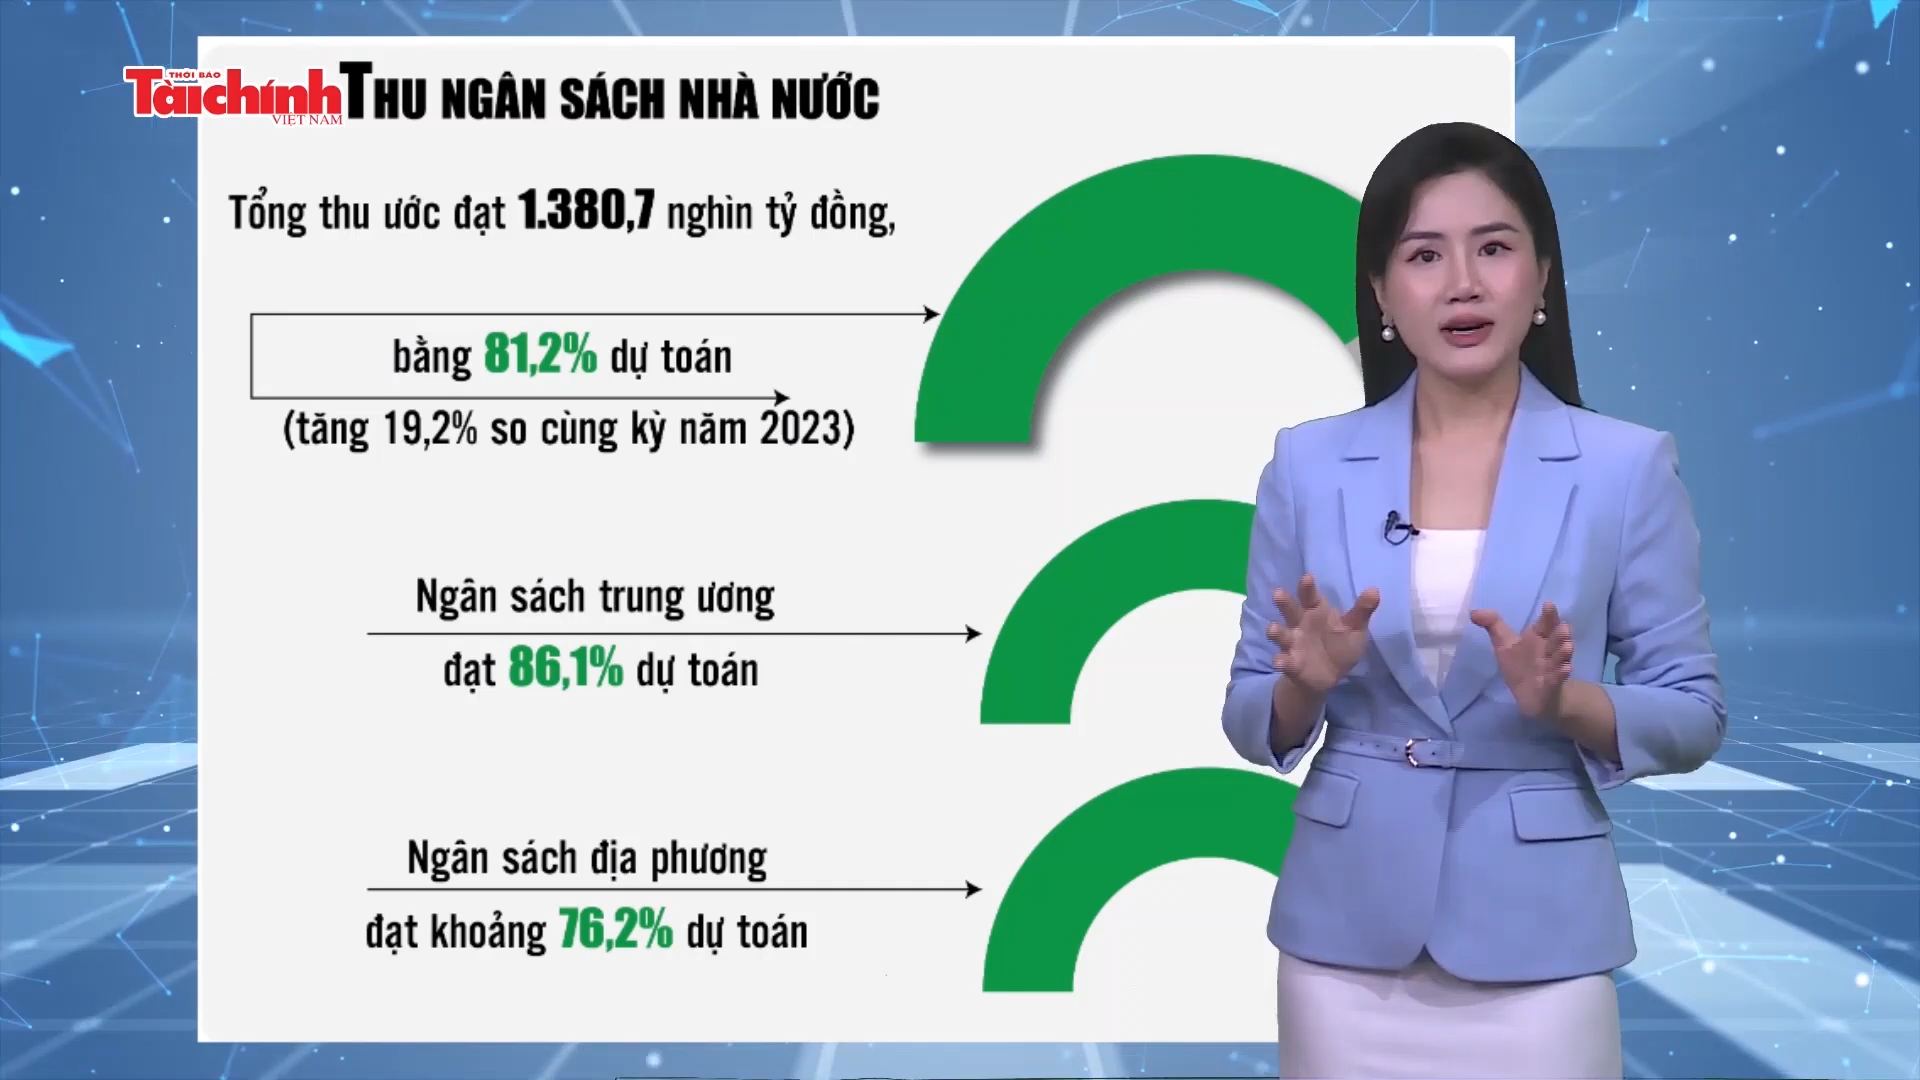 THỜI BÁO
Tàichính
VIỆT NAM
THU NGÂN SÁCH NHÀ NƯỚC
Tổng thu ước đạt 1.380,7 nghìn tỷ đồng,
bằng 81,2% dự toán
(tăng 19,2% so cùng kỳ năm 2023)
Ngân sách trung ương
đạt 86,1% dự toán
Ngân sách địa phương
đạt khoảng 76,2% dự toán